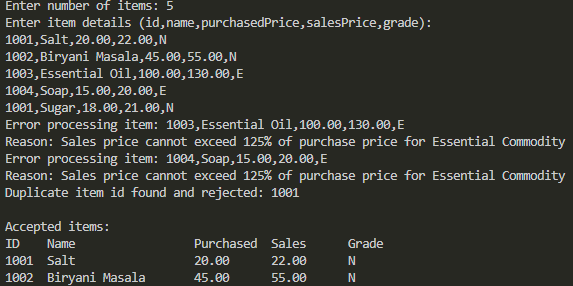 Enter number of items: 5
Enter item details (id,name,purchasedPrice,salesPrice,grade):
1001,Salt,20.00,22.00,N
1002,Biryani Masala,45.00,55.00,N
1003,Essential Oil,100.00,130.00,E
1004,Soap,15.00,20.00,E
1001,Sugar,18.00,21.00,N
Error processing item: 1003,Essential Oil,100.00,130.00,E
Reason: Sales price cannot exceed 125% of purchase price for Essential Commodity
Error processing item: 1004,Soap,15.00,20.00,E
Reason: Sales price cannot exceed 125% of purchase price for Essential Commodity
Duplicate item id found and rejected: 1001
Accepted items:
ID Name Purchased Sales Grade
1001 Salt 20.00 22.00 N
1002 Biryani Masala 45.00 55.00 N